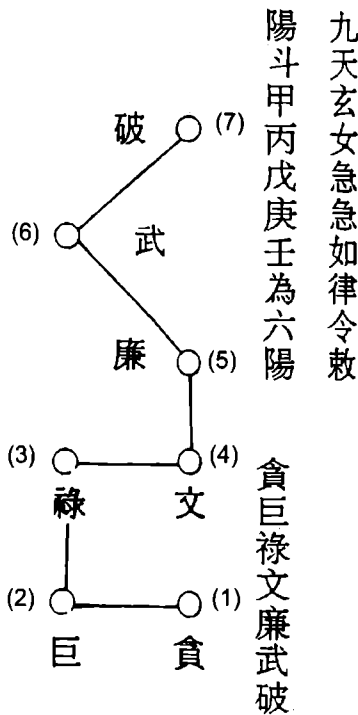 九天玄女急急如律令敕
陽斗甲丙戊庚壬為六陽
貪巨祿文廉武破
破 (7)
(6) 武
廉 (5)
(3) (4)
祿 文
(2) (1)
巨 貪